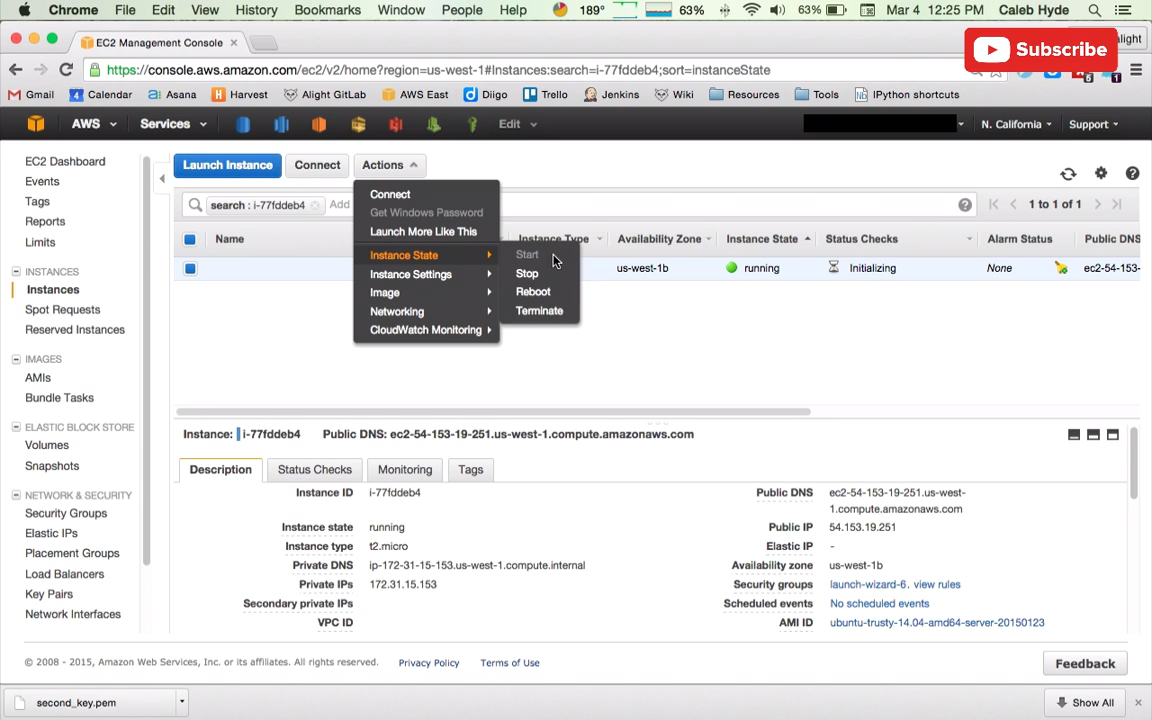 Chrome File Edit View History Bookmarks Window People Help 189° 63% 63% Mar 4 12:25 PM Caleb Hyde
EC2 Management Console
Subscribe
https://console.aws.amazon.com/ec2/v2/home?region=us-west-1#Instances:search=i-77fddeb4;sort=instanceState
Gmail Calendar Asana Harvest Alight GitLab AWS East Diigo Trello Jenkins Wiki Resources Tools IPython shortcuts
AWS Services Edit N. California Support
EC2 Dashboard
Events
Tags
Reports
Limits
INSTANCES
Instances
Spot Requests
Reserved Instances
IMAGES
AMIs
Bundle Tasks
ELASTIC BLOCK STORE
Volumes
Snapshots
NETWORK & SECURITY
Security Groups
Elastic IPs
Placement Groups
Load Balancers
Key Pairs
Network Interfaces
Launch Instance Connect Actions
search : i-77fddeb4 Add 1 to 1 of 1
Connect
Get Windows Password
Launch More Like This
Instance State
Instance Settings
Image
Networking
CloudWatch Monitoring
Start
Stop
Reboot
Terminate
Name Instance Type Availability Zone Instance State Status Checks Alarm Status Public DNS
us-west-1b running Initializing None ec2-54-153-
Instance: i-77fddeb4 Public DNS: ec2-54-153-19-251.us-west-1.compute.amazonaws.com
Description Status Checks Monitoring Tags
Instance ID i-77fddeb4
Instance state running
Instance type t2.micro
Private DNS ip-172-31-15-153.us-west-1.compute.internal
Private IPs 172.31.15.153
Secondary private IPs
VPC ID
Public DNS ec2-54-153-19-251.us-west-
1.compute.amazonaws.com
Public IP 54.153.19.251
Elastic IP -
Availability zone us-west-1b
Security groups launch-wizard-6. view rules
Scheduled events No scheduled events
AMI ID ubuntu-trusty-14.04-amd64-server-20150123
© 2008 - 2015, Amazon Web Services, Inc. or its affiliates. All rights reserved. Privacy Policy Terms of Use
Feedback
second_key.pem Show All